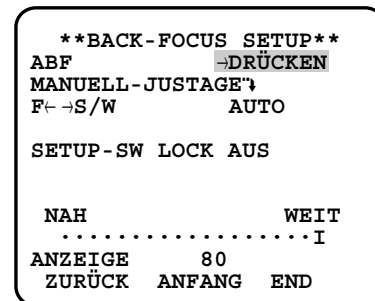 **BACK-FOCUS SETUP**
ABF →DRÜCKEN
MANUELL-JUSTAGE↴
F←→S/W AUTO
SETUP-SW LOCK AUS
NAH WEIT
···················I
ANZEIGE 80
ZURÜCK ANFANG END